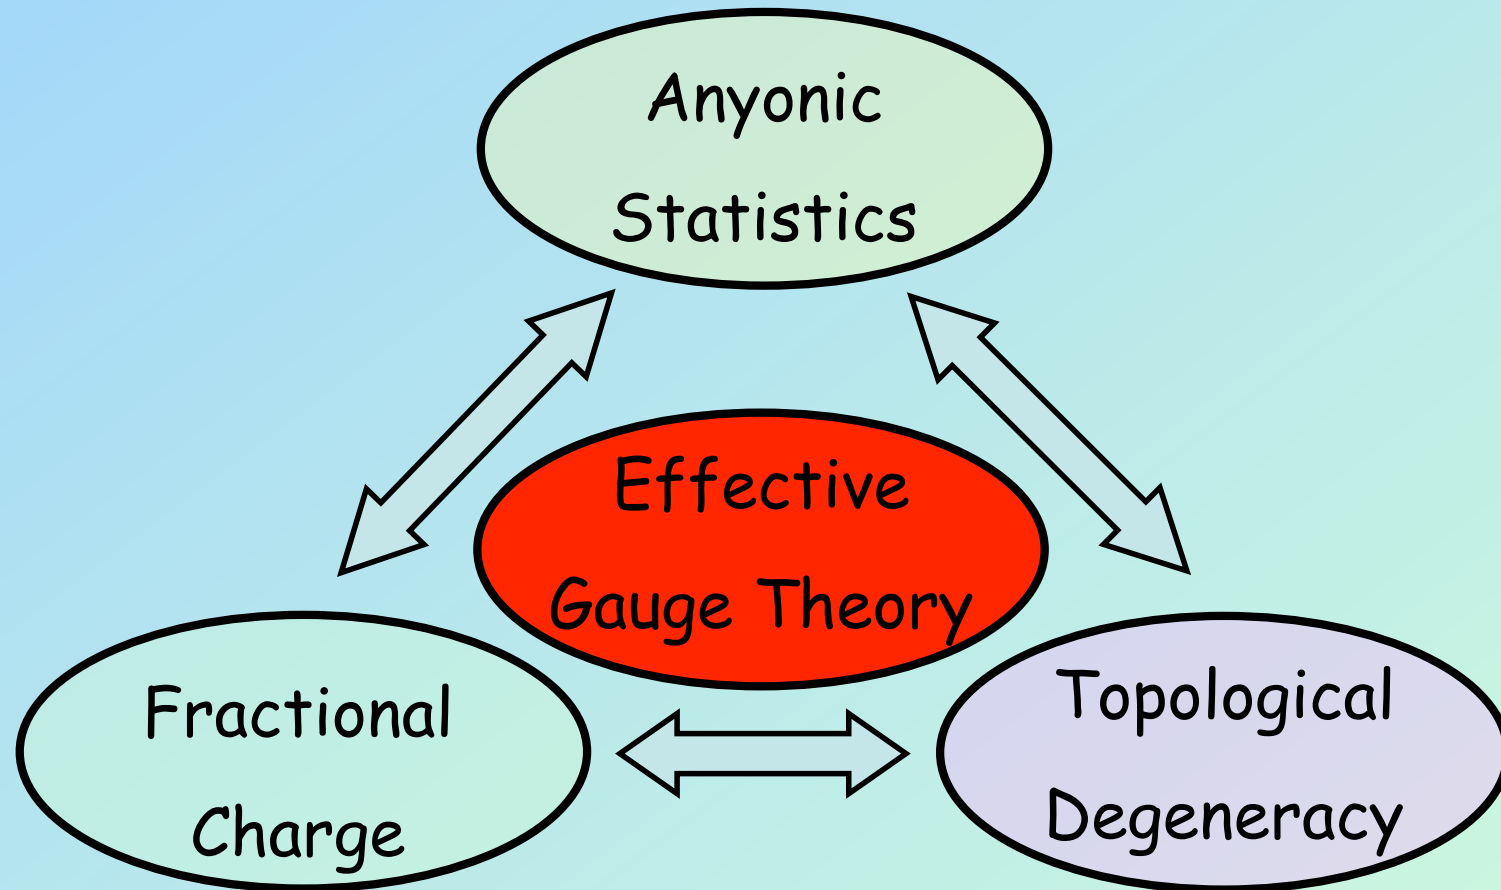 Anyonic
Statistics
Effective
Gauge Theory
Fractional
Charge
Topological
Degeneracy